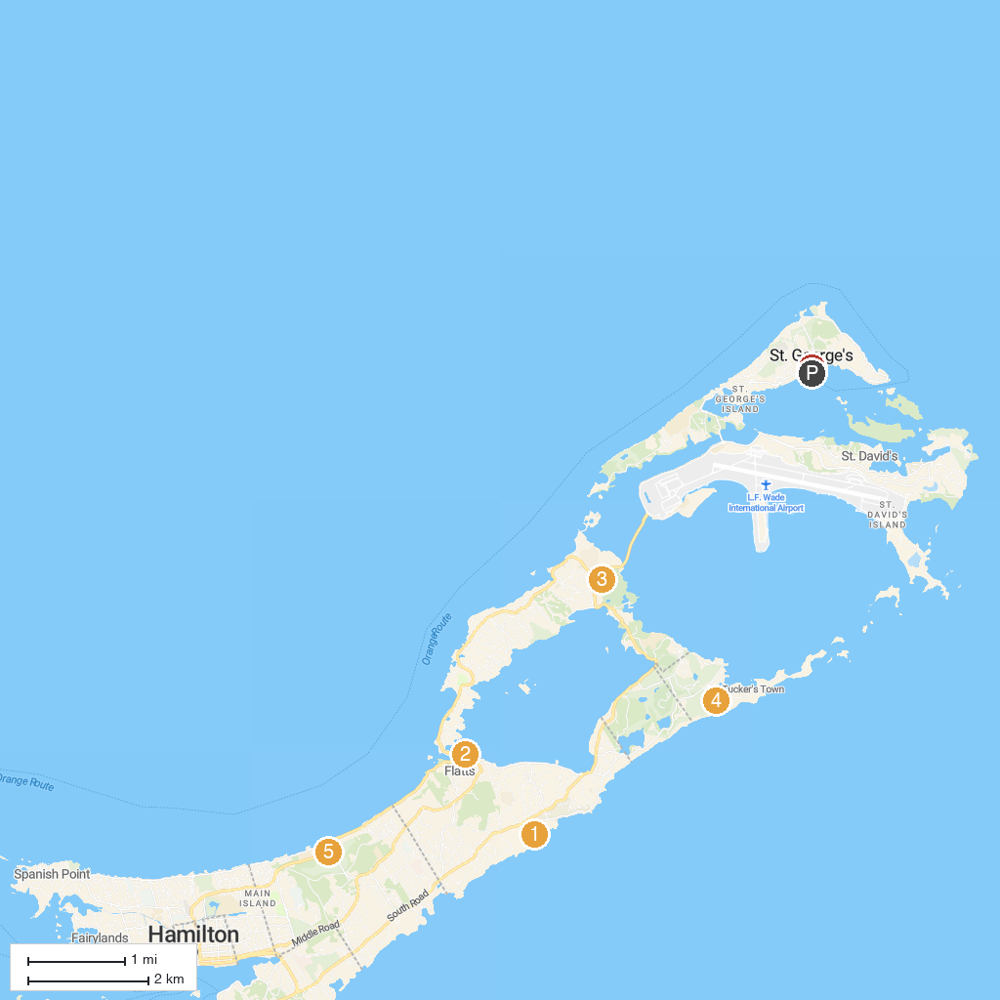 St. George's
P
ST.
GEORGE'S
ISLAND
St. David's
L.F. Wade
International Airport
ST.
DAVID'S
ISLAND
3
Orange Route
4
Tucker's Town
2
Flatts
Orange Route
1
5
Spanish Point
MAIN
ISLAND
South Road
Middle Road
Hamilton
Fairylands
1 mi
2 km